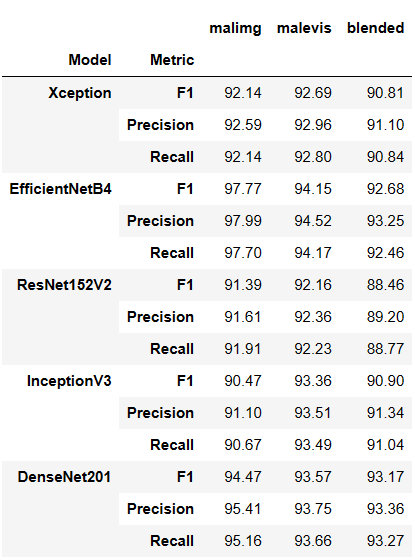 malimg malevis blended
Model Metric
Xception F1 92.14 92.69 90.81
Precision 92.59 92.96 91.10
Recall 92.14 92.80 90.84
EfficientNetB4 F1 97.77 94.15 92.68
Precision 97.99 94.52 93.25
Recall 97.70 94.17 92.46
ResNet152V2 F1 91.39 92.16 88.46
Precision 91.61 92.36 89.20
Recall 91.91 92.23 88.77
InceptionV3 F1 90.47 93.36 90.90
Precision 91.10 93.51 91.34
Recall 90.67 93.49 91.04
DenseNet201 F1 94.47 93.57 93.17
Precision 95.41 93.75 93.36
Recall 95.16 93.66 93.27